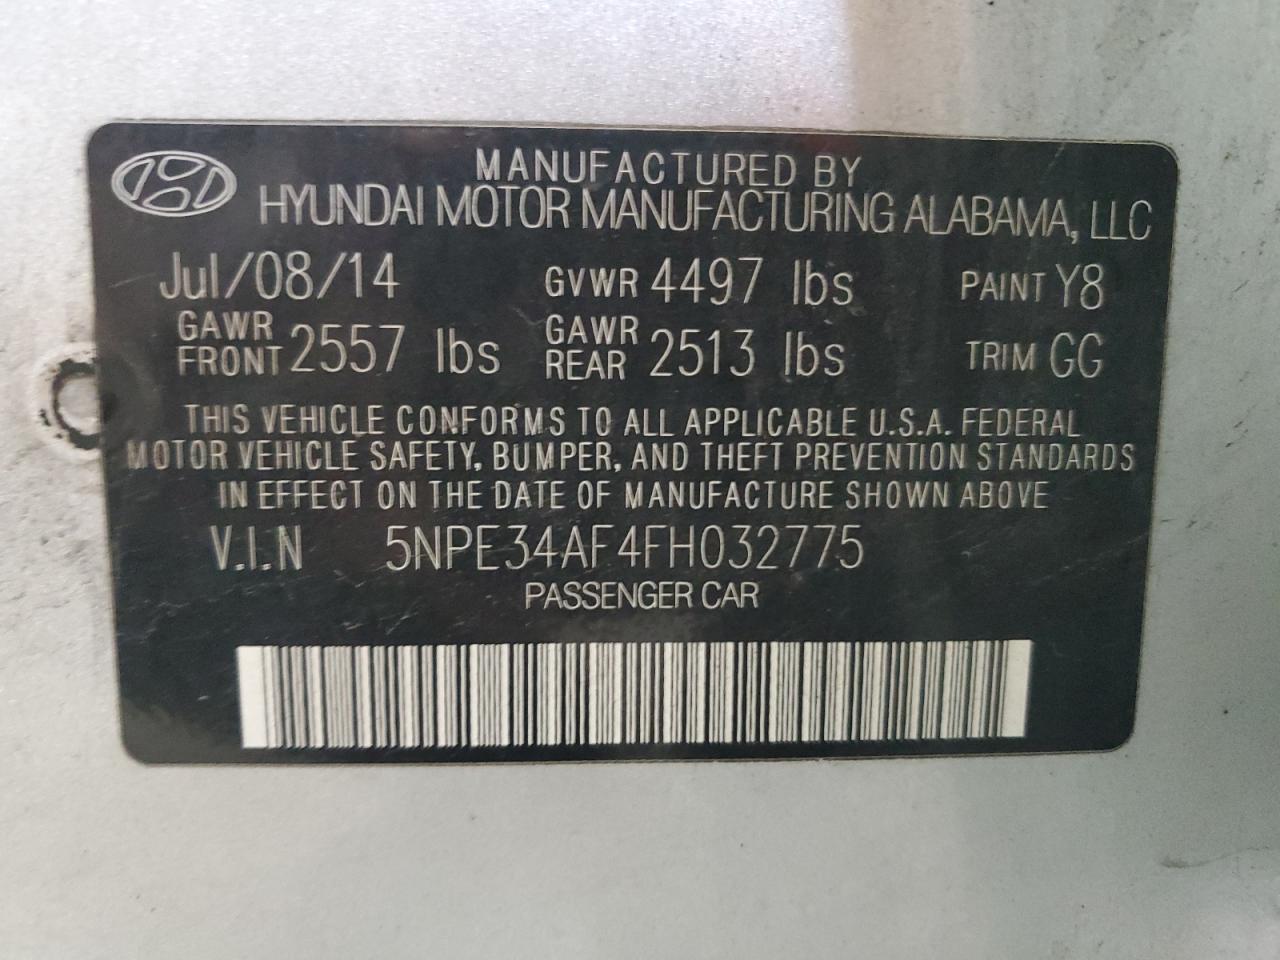 MANUFACTURED BY
HYUNDAI MOTOR MANUFACTURING ALABAMA, LLC
Jul/08/14 GVWR 4497 lbs PAINT Y8
GAWR FRONT 2557 lbs GAWR REAR 2513 lbs TRIM GG
THIS VEHICLE CONFORMS TO ALL APPLICABLE U.S.A. FEDERAL
MOTOR VEHICLE SAFETY, BUMPER, AND THEFT PREVENTION STANDARDS
IN EFFECT ON THE DATE OF MANUFACTURE SHOWN ABOVE
V.I.N 5NPE34AF4FH032775
PASSENGER CAR